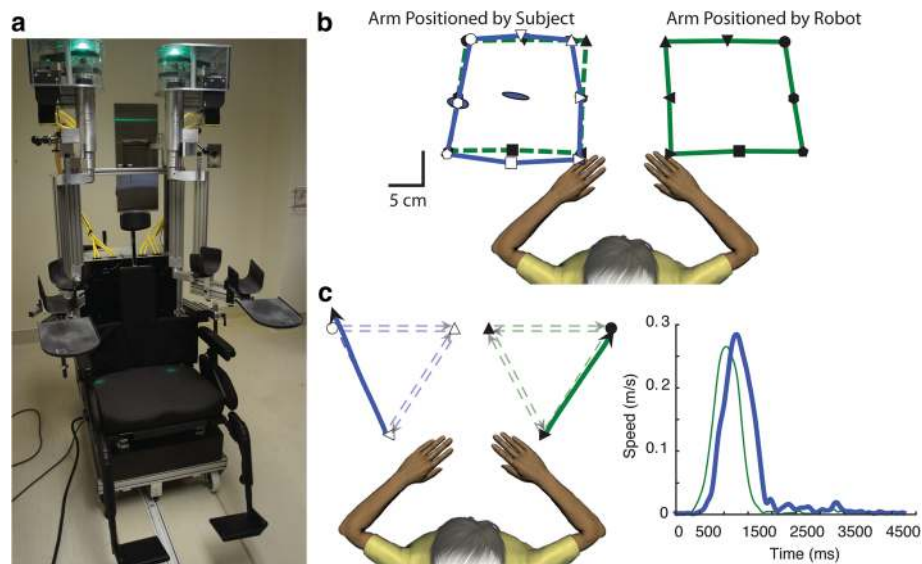 a
b
Arm Positioned by Subject
Arm Positioned by Robot
5 cm
c
Speed (m/s)
0.3
0.2
0.1
0
0 500 1500 2500 3500 4500
Time (ms)